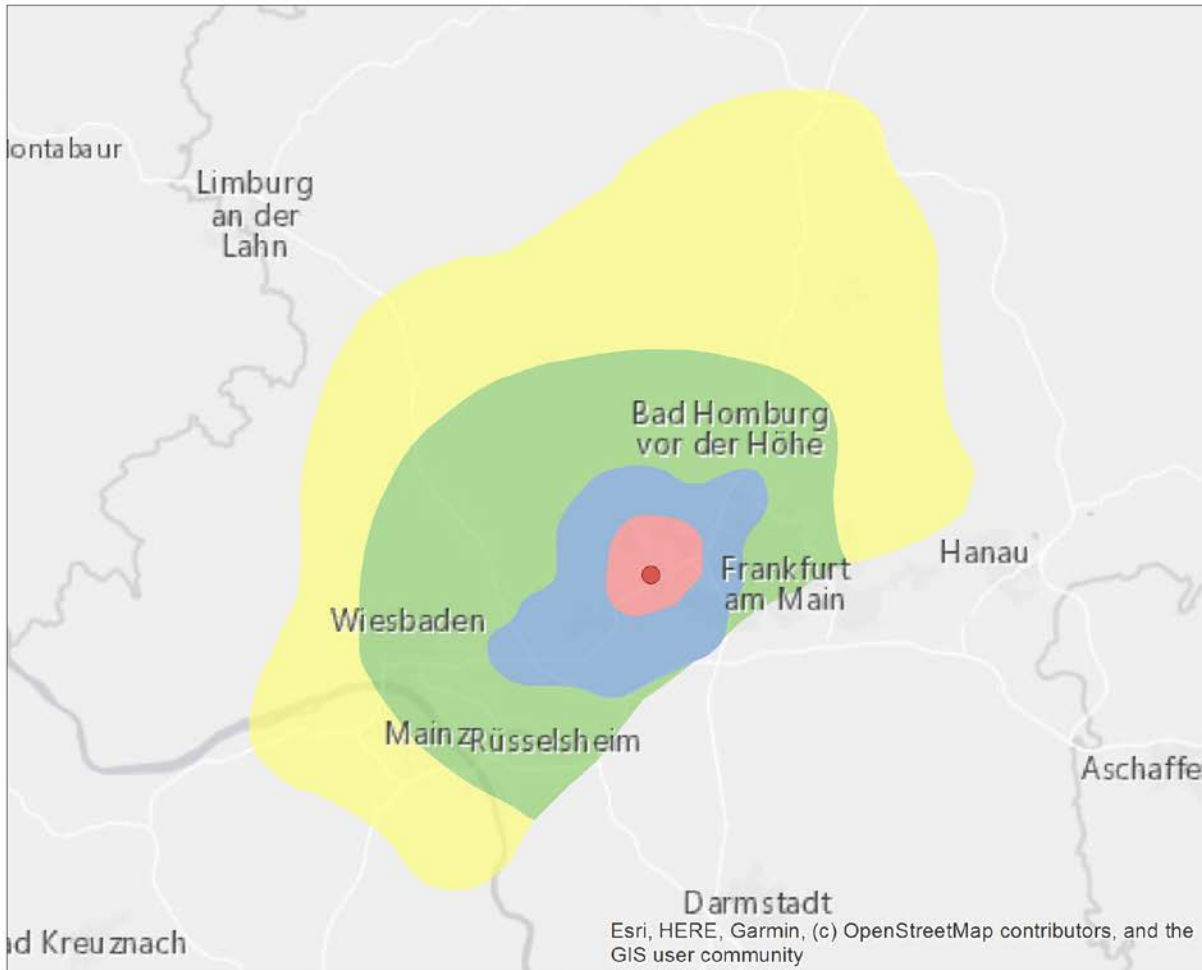 ontabaur
Limburg
an der
Lahn
Bad Homburg
vor der Höhe
Hanau
Frankfurt
am Main
Wiesbaden
Mainz
Rüsselsheim
Aschaffe
Darmstadt
ad Kreuznach
Esri, HERE, Garmin, (c) OpenStreetMap contributors, and the
GIS user community